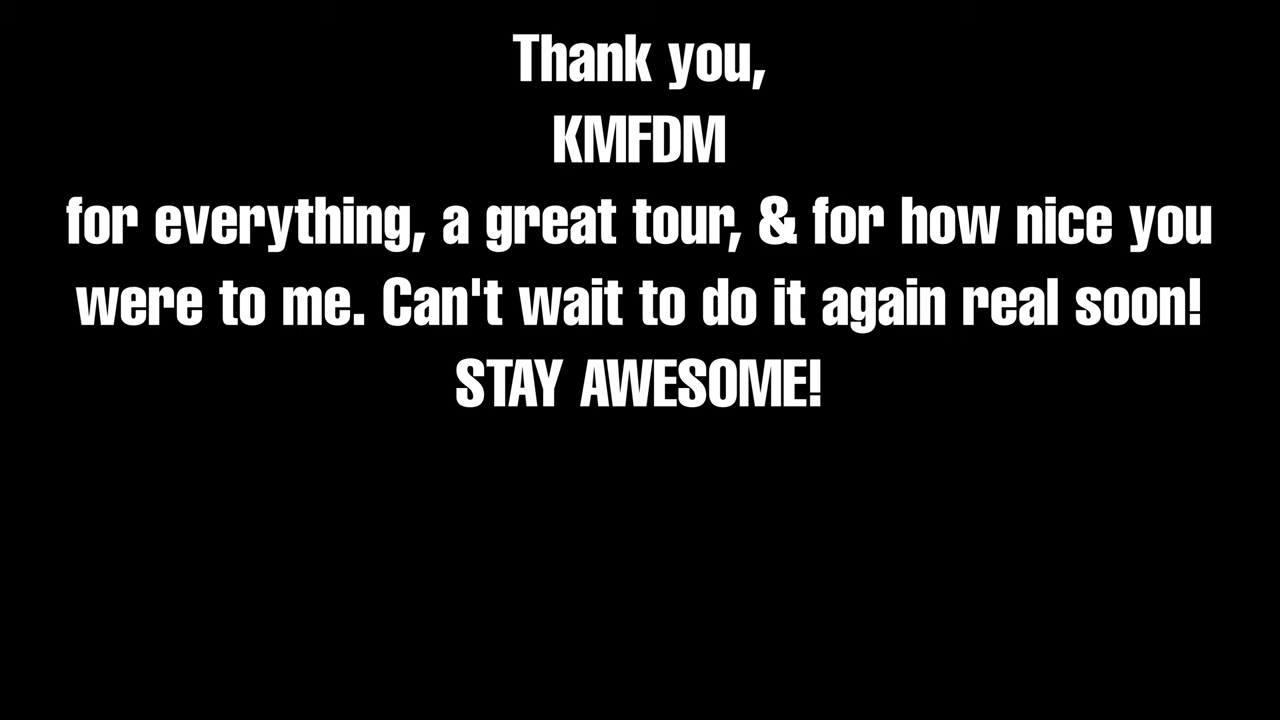 Thank you,
KMFDM
for everything, a great tour, & for how nice you
were to me. Can't wait to do it again real soon!
STAY AWESOME!